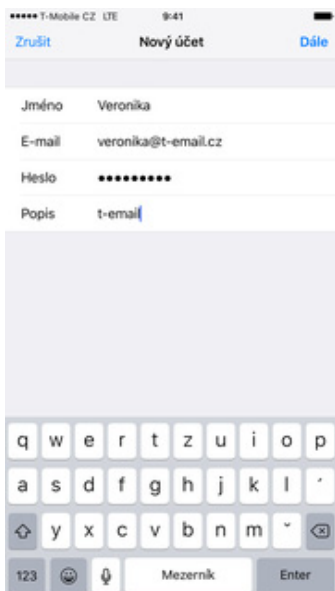 T-Mobile CZ LTE 9:41
Zrušit Nový účet Dále
Jméno Veronika
E-mail veronika@t-email.cz
Heslo •••••••••
Popis t-email
q w e r t z u i o p
a s d f g h j k l ´
y x c v b n m ˇ
123 Mezerník Enter